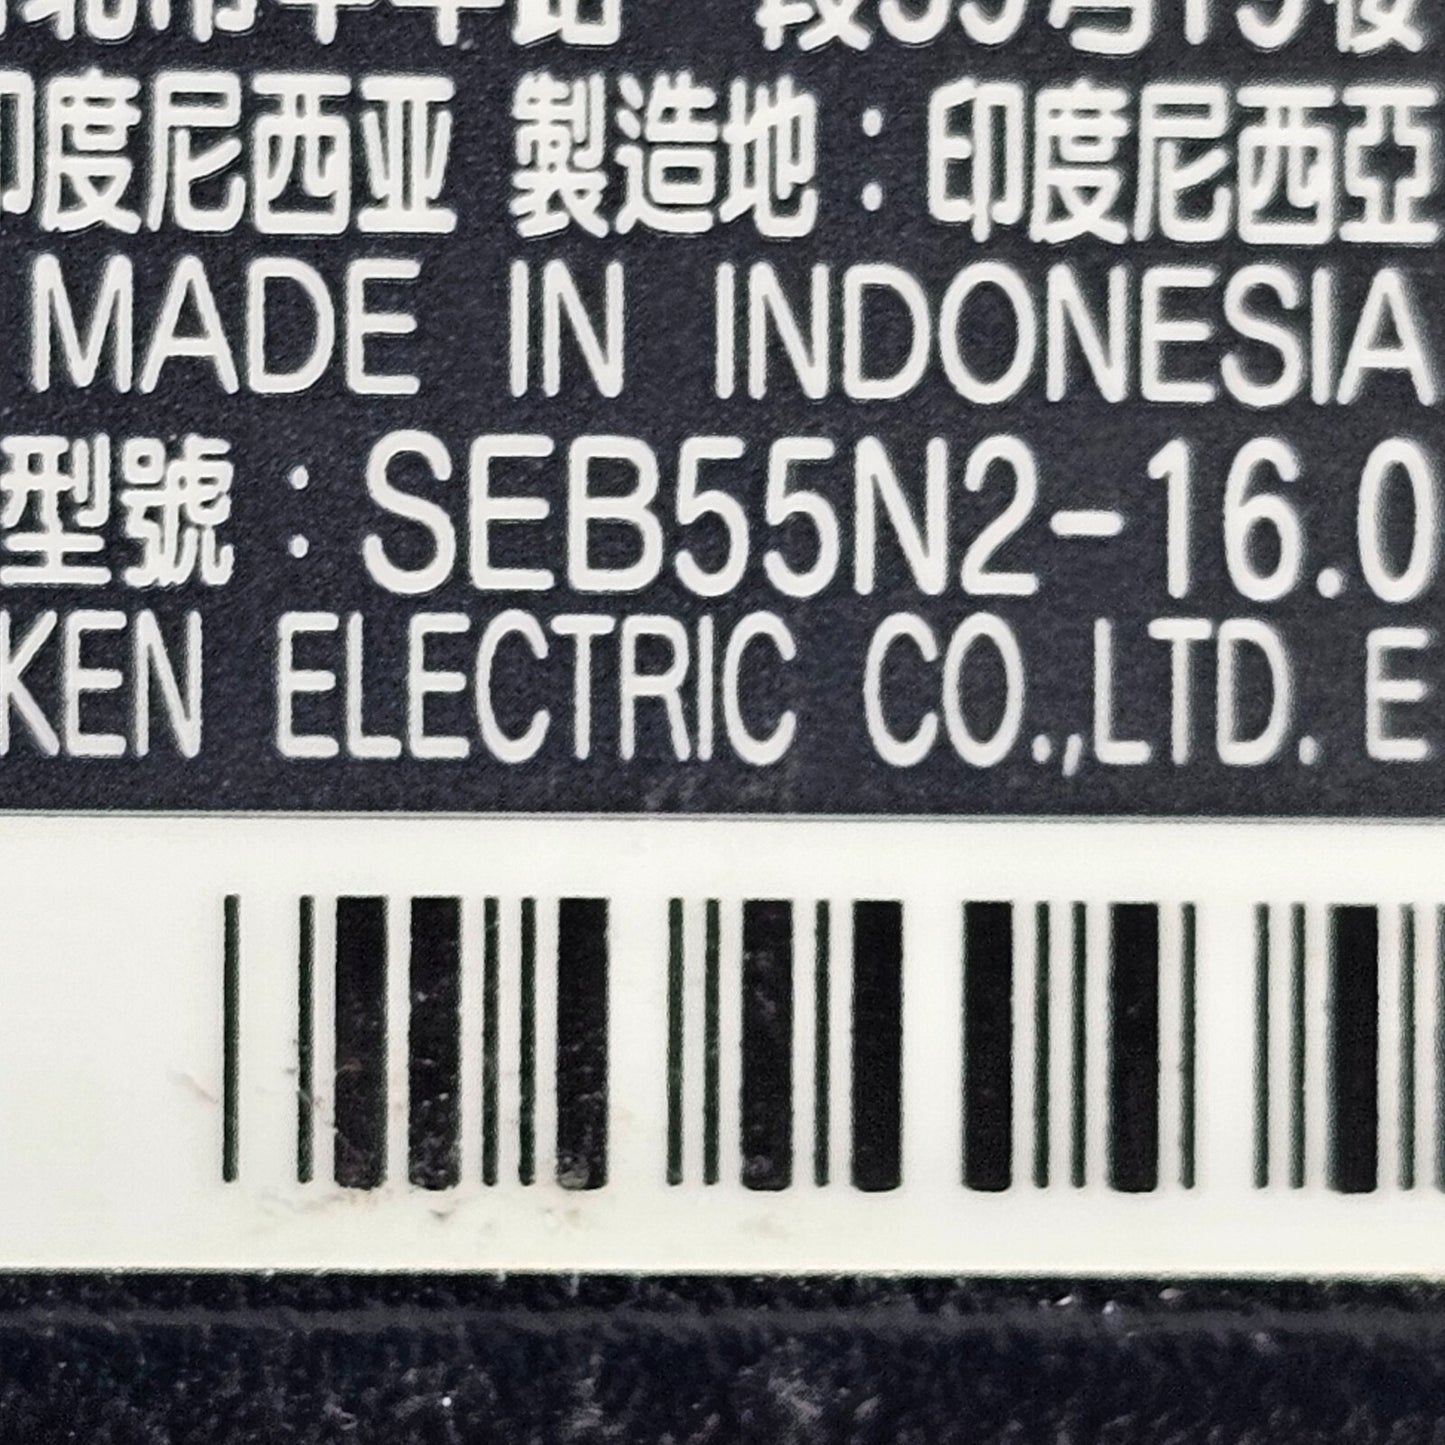 印度尼西亚 製造地：印度尼西亞
MADE IN INDONESIA
型號：SEB55N2-16.0
KEN ELECTRIC CO.,LTD. E